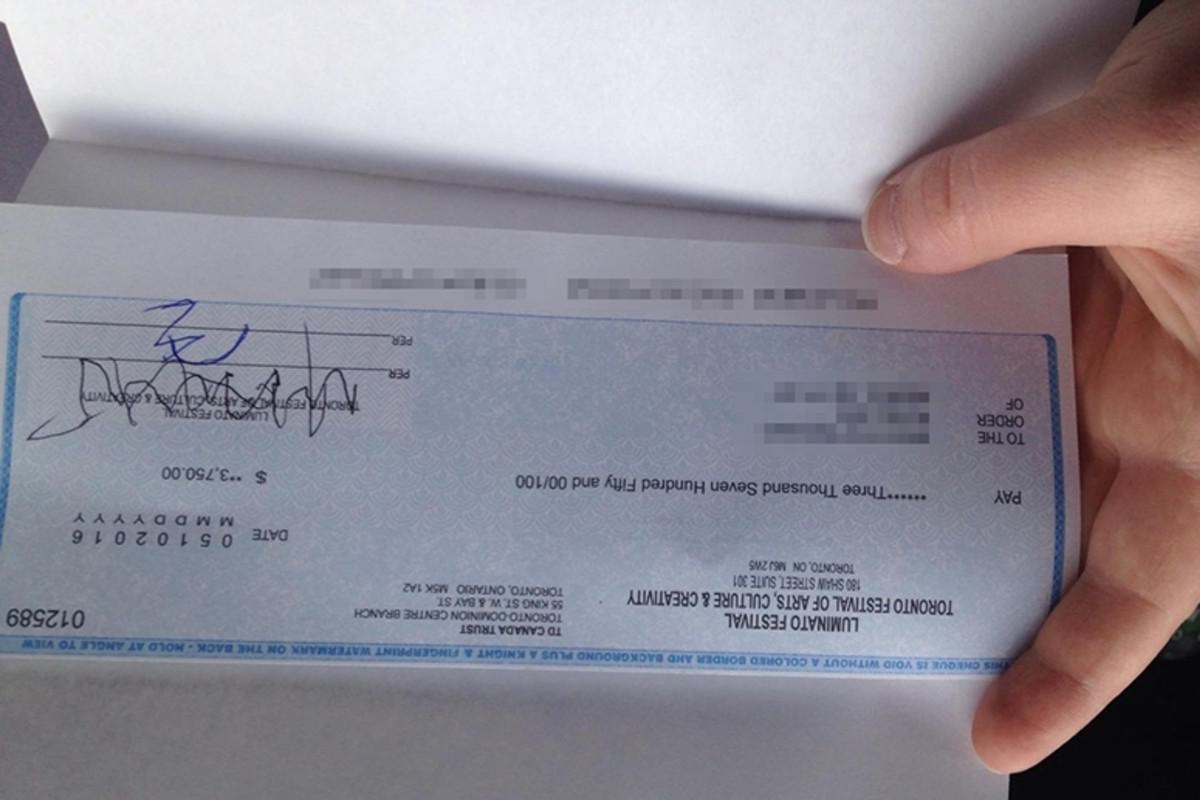 THIS CHEQUE IS VOID WITHOUT A COLORED BORDER AND BACKGROUND PLUS A KNIGHT & FINGERPRINT WATERMARK ON THE BACK - HOLD AT ANGLE TO VIEW
LUMINATO FESTIVAL
TORONTO FESTIVAL OF ARTS, CULTURE & CREATIVITY
180 SHAW STREET, SUITE 301
TORONTO, ON M6J 2W5
TD CANADA TRUST
TORONTO-DOMINION CENTRE BRANCH
55 KING ST. W. & BAY ST.
TORONTO, ONTARIO M5K 1A2
012589
DATE 0 5 1 0 2 0 1 6
M M D D Y Y Y Y
PAY ******Three Thousand Seven Hundred Fifty and 00/100 $ **3,750.00
TO THE
ORDER
OF
LUMINATO FESTIVAL
TORONTO FESTIVAL OF ARTS, CULTURE & CREATIVITY
PER
PER